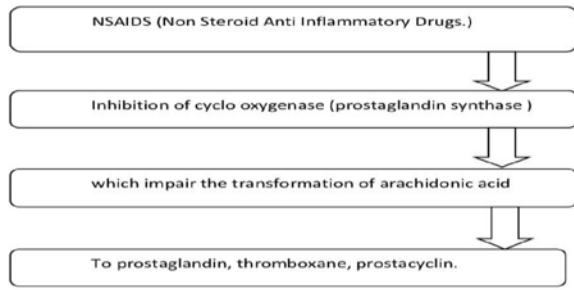 NSAIDS (Non Steroid Anti Inflammatory Drugs.)
Inhibition of cyclo oxygenase (prostaglandin synthase )
which impair the transformation of arachidonic acid
To prostaglandin, thromboxane, prostacyclin.